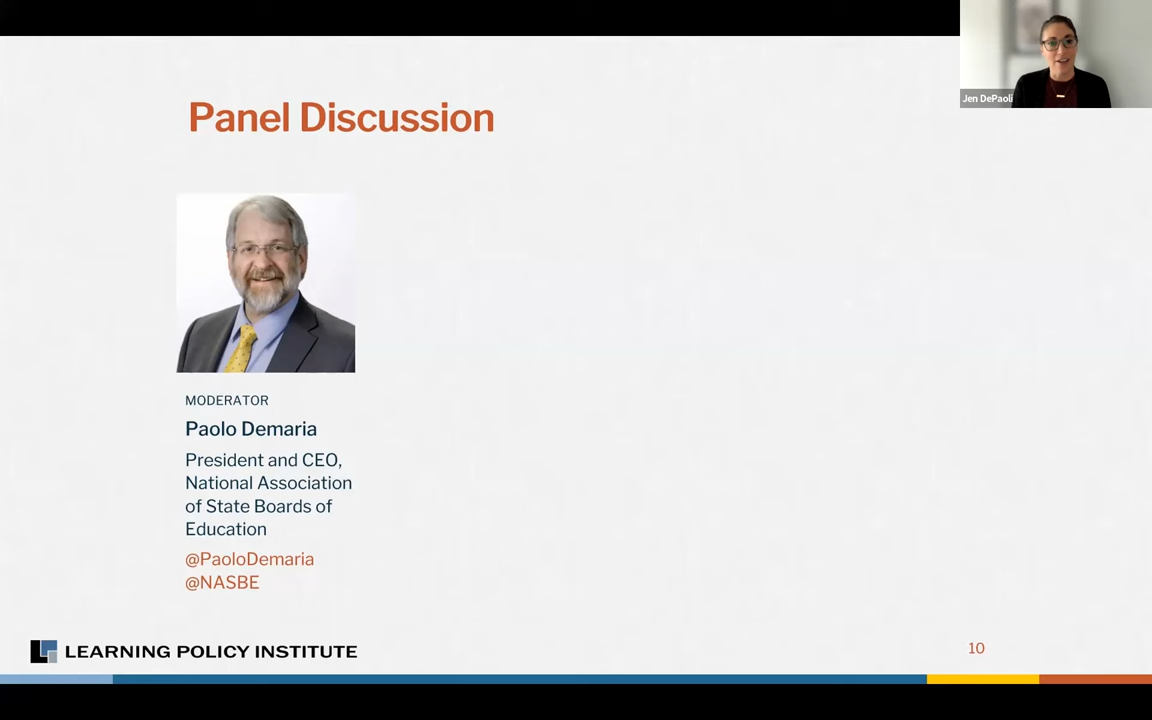 Jen DePaoli
Panel Discussion
MODERATOR
Paolo Demaria
President and CEO,
National Association
of State Boards of
Education
@PaoloDemaria
@NASBE
LEARNING POLICY INSTITUTE
10